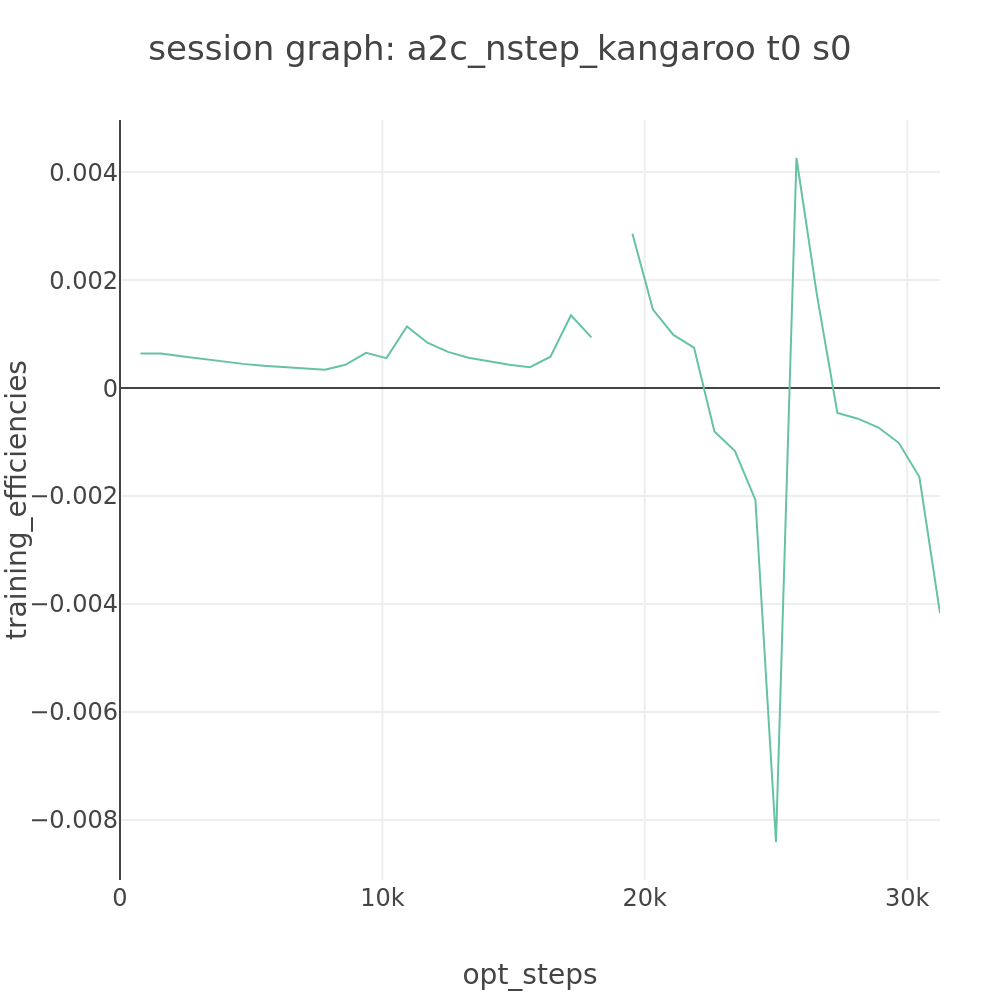 session graph: a2c_nstep_kangaroo t0 s0
training_efficiencies
0.004
0.002
0
−0.002
−0.004
−0.006
−0.008
0
10k
20k
30k
opt_steps